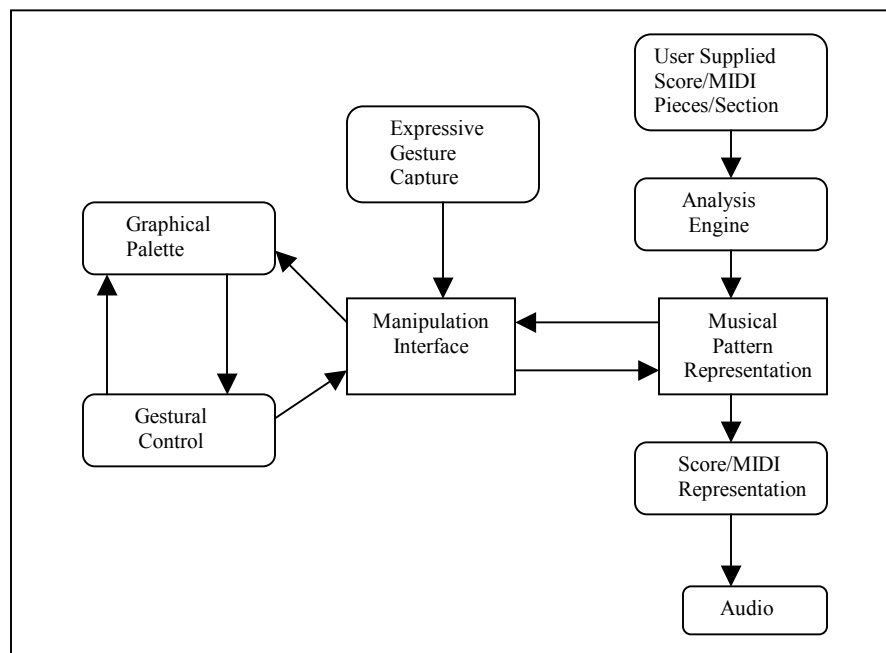 User Supplied
Score/MIDI
Pieces/Section
Expressive
Gesture
Capture
Analysis
Engine
Graphical
Palette
Manipulation
Interface
Musical
Pattern
Representation
Gestural
Control
Score/MIDI
Representation
Audio